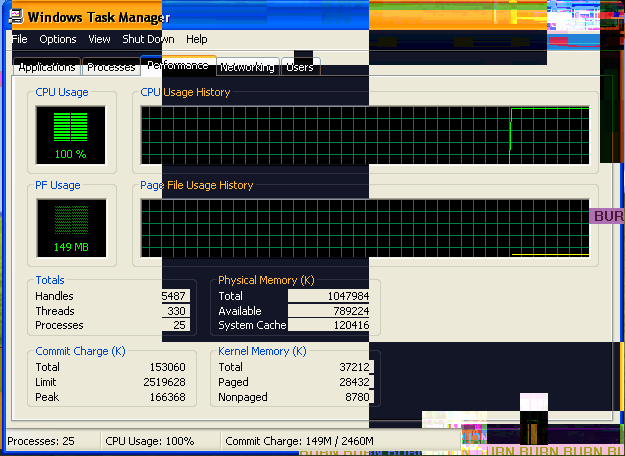 Windows Task Manager
File Options View Shut Down Help
Applications Processes Performance Networking Users
CPU Usage CPU Usage History
100 %
PF Usage Page File Usage History
BUR
149 MB
Totals Physical Memory (K)
Handles 5487 Total 1047984
Threads 330 Available 789224
Processes 25 System Cache 120416
Commit Charge (K) Kernel Memory (K)
Total 153060 Total 37212
Limit 2519628 Paged 28432
Peak 166368 Nonpaged 8780
Processes: 25 CPU Usage: 100% Commit Charge: 149M / 2460M
BURN BURN BURN BURN BURN BURN BURN BURN BU